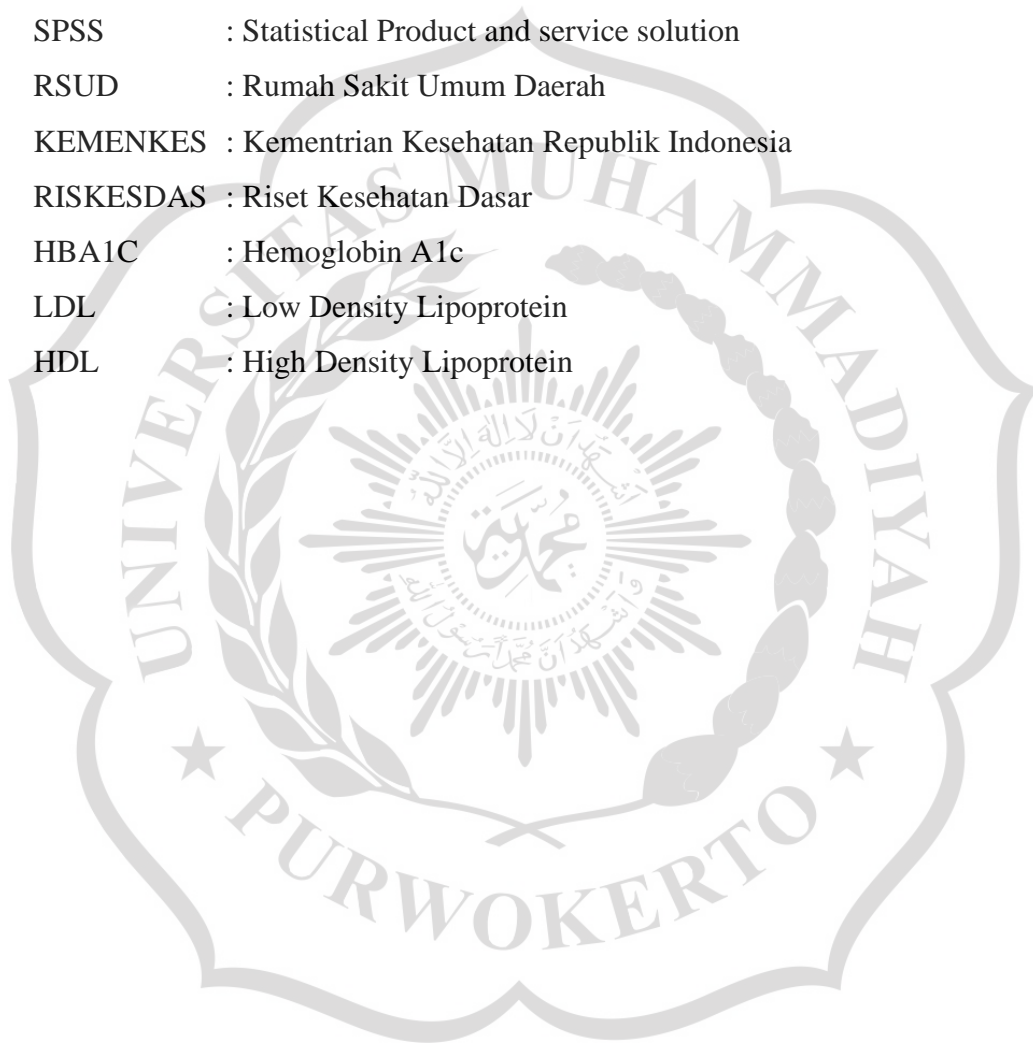 SPSS : Statistical Product and service solution
RSUD : Rumah Sakit Umum Daerah
KEMENKES : Kementrian Kesehatan Republik Indonesia
RISKESDAS : Riset Kesehatan Dasar
HBA1C : Hemoglobin A1c
LDL : Low Density Lipoprotein
HDL : High Density Lipoprotein
UNIVERSITAS MUHAMMADIYAH
PURWOKERTO